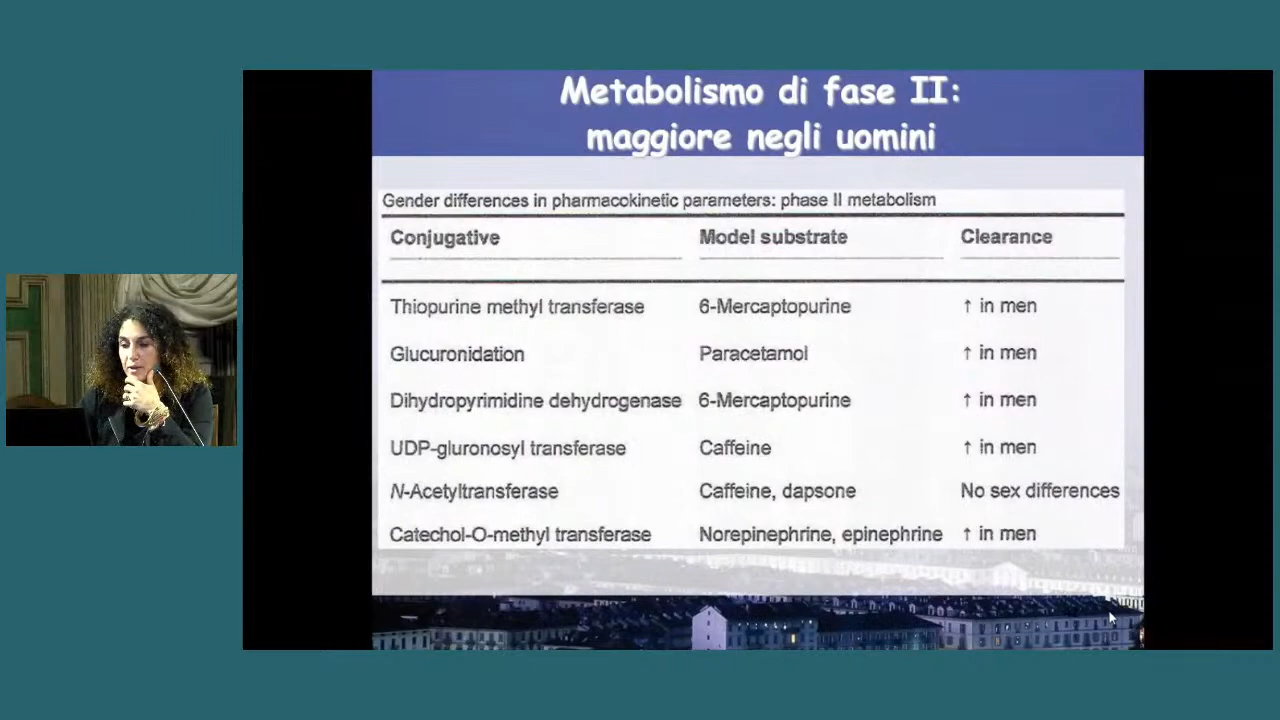 Metabolismo di fase II:
maggiore negli uomini
Gender differences in pharmacokinetic parameters: phase II metabolism
Conjugative Model substrate Clearance
Thiopurine methyl transferase 6-Mercaptopurine ↑ in men
Glucuronidation Paracetamol ↑ in men
Dihydropyrimidine dehydrogenase 6-Mercaptopurine ↑ in men
UDP-gluronosyl transferase Caffeine ↑ in men
N-Acetyltransferase Caffeine, dapsone No sex differences
Catechol-O-methyl transferase Norepinephrine, epinephrine ↑ in men